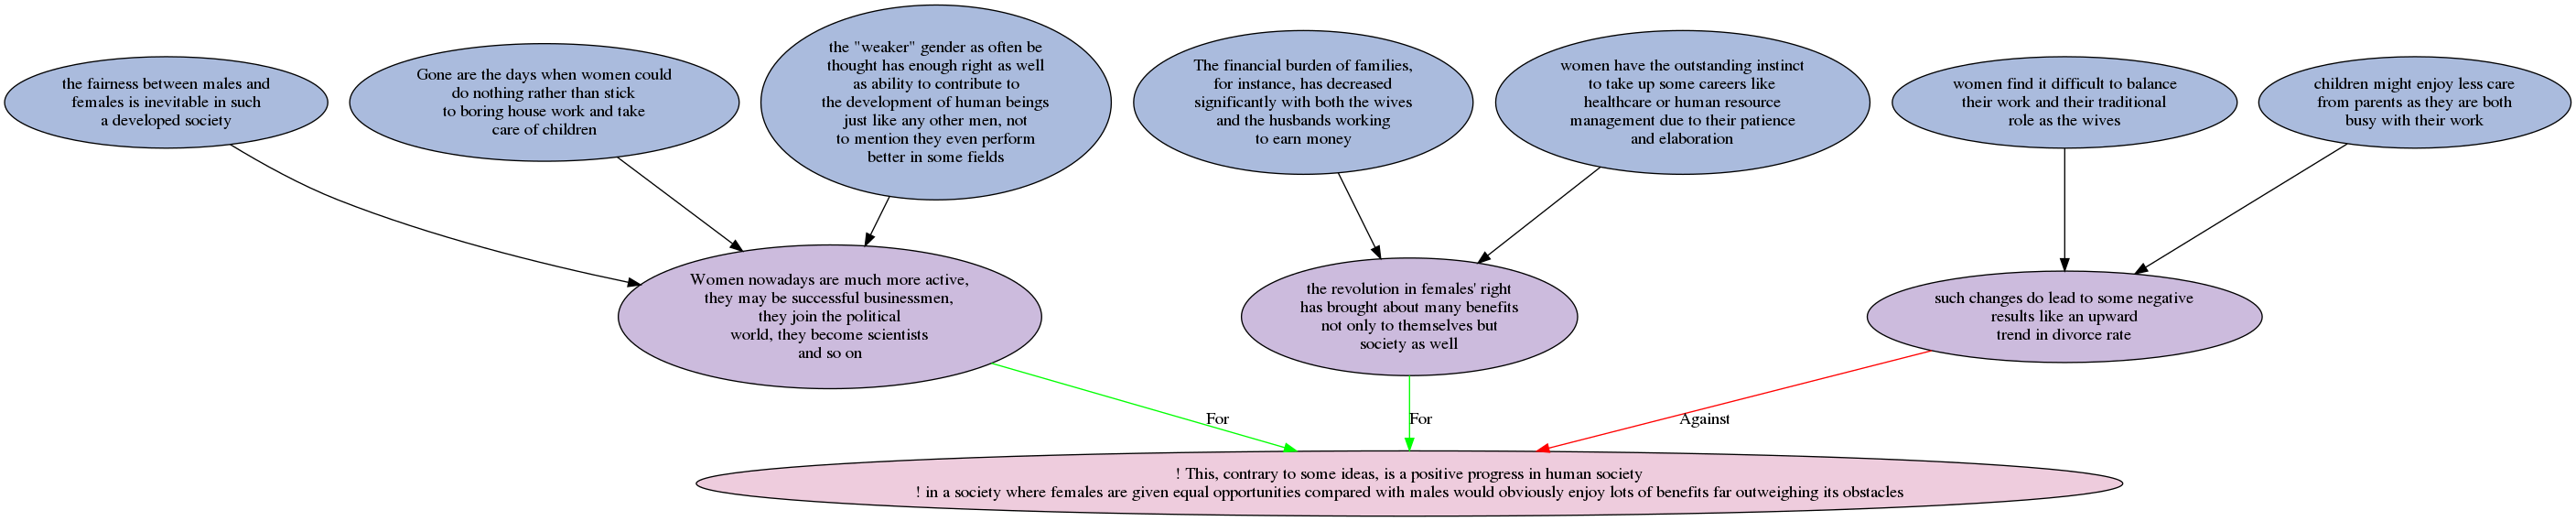 the fairness between males and
females is inevitable in such
a developed society
Gone are the days when women could
do nothing rather than stick
to boring house work and take
care of children
the "weaker" gender as often be
thought has enough right as well
as ability to contribute to
the development of human beings
just like any other men, not
to mention they even perform
better in some fields
The financial burden of families,
for instance, has decreased
significantly with both the wives
and the husbands working
to earn money
women have the outstanding instinct
to take up some careers like
healthcare or human resource
management due to their patience
and elaboration
women find it difficult to balance
their work and their traditional
role as the wives
children might enjoy less care
from parents as they are both
busy with their work
Women nowadays are much more active,
they may be successful businessmen,
they join the political
world, they become scientists
and so on
the revolution in females' right
has brought about many benefits
not only to themselves but
society as well
such changes do lead to some negative
results like an upward
trend in divorce rate
For
For
Against
! This, contrary to some ideas, is a positive progress in human society
! in a society where females are given equal opportunities compared with males would obviously enjoy lots of benefits far outweighing its obstacles